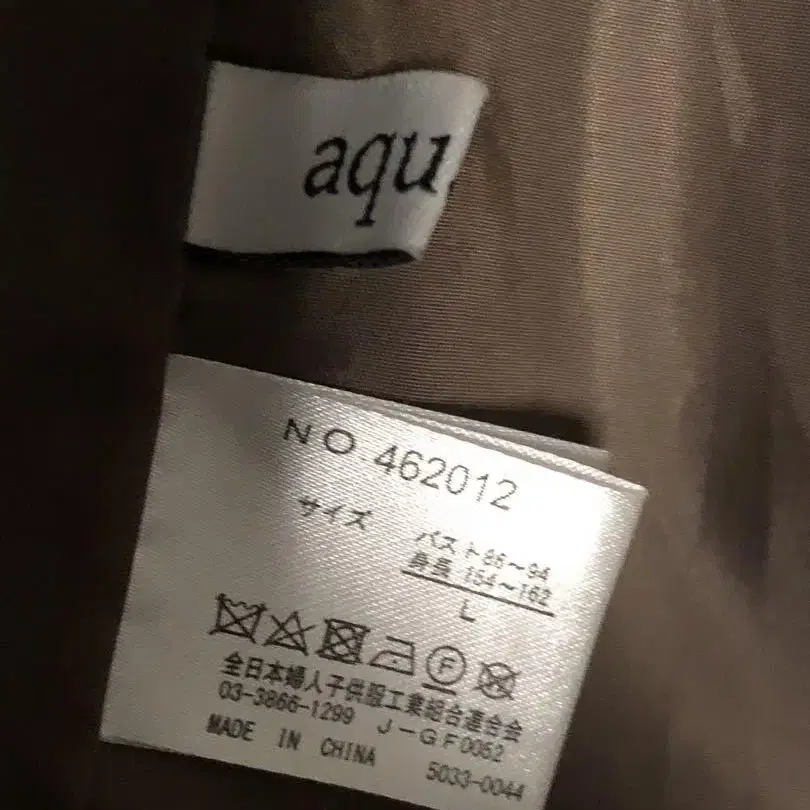 aqu
NO 462012
サイズ
バスト86～94
身長 154～162
L
F
全日本婦人子供服工業組合連合会
03-3866-1299 J-GF0052
MADE IN CHINA 5033-0044